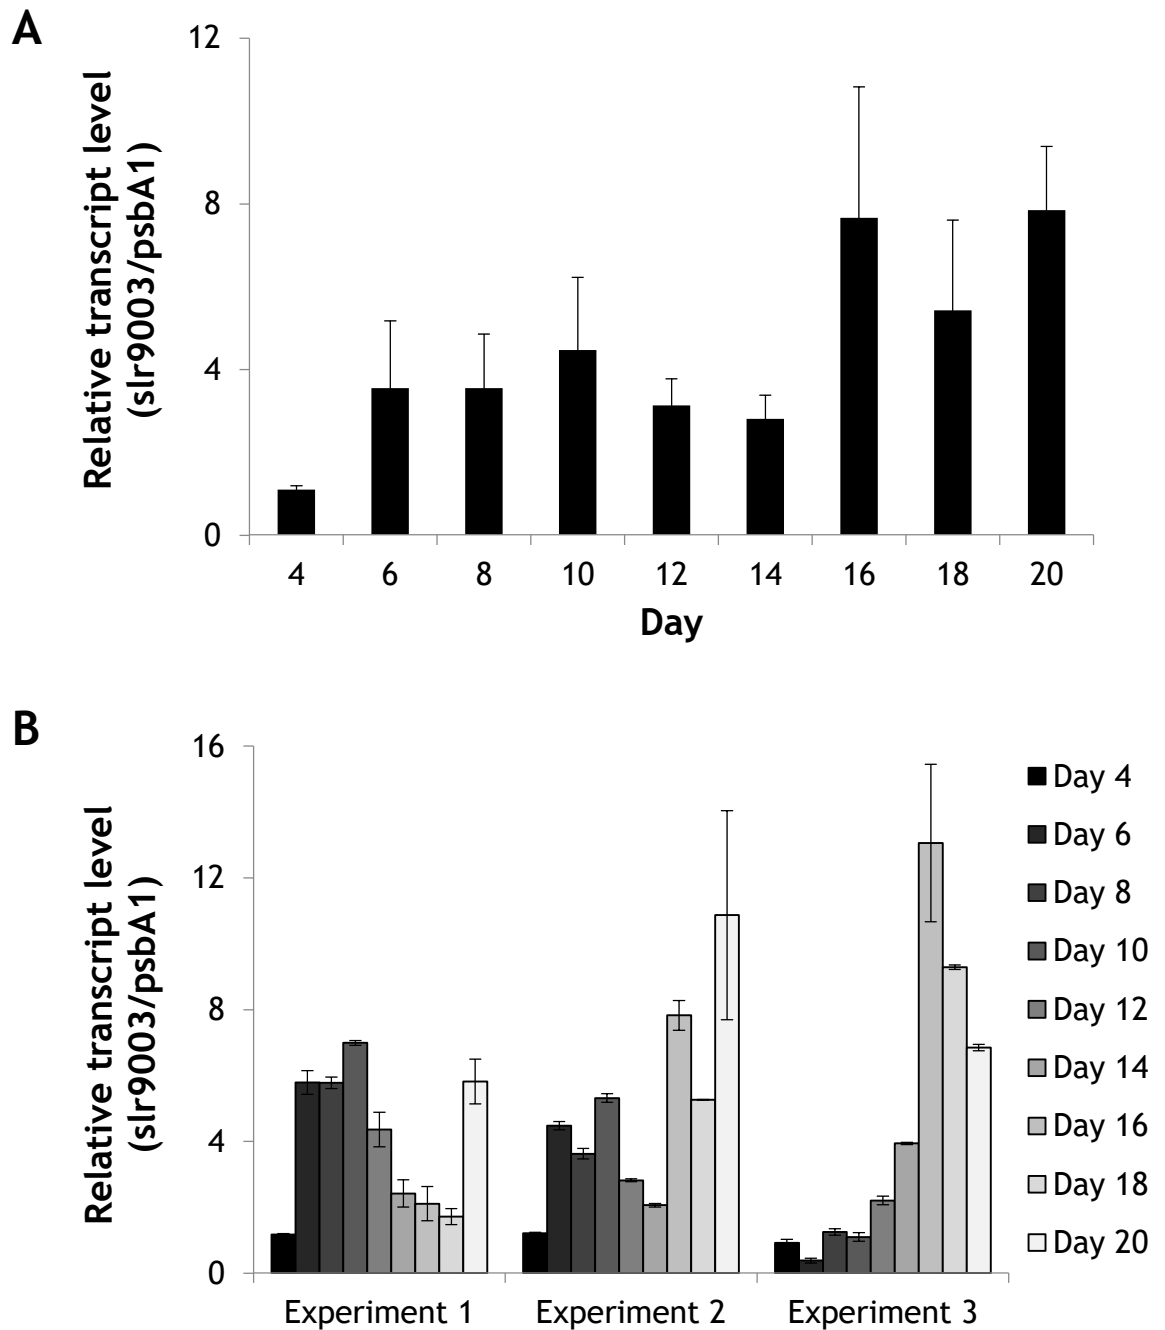 A
Relative transcript level
(slr9003/psbA1)
12
8
4
0
4 6 8 10 12 14 16 18 20
Day
B
Relative transcript level
(slr9003/psbA1)
16
12
8
4
0
Experiment 1 Experiment 2 Experiment 3
Day 4
Day 6
Day 8
Day 10
Day 12
Day 14
Day 16
Day 18
Day 20